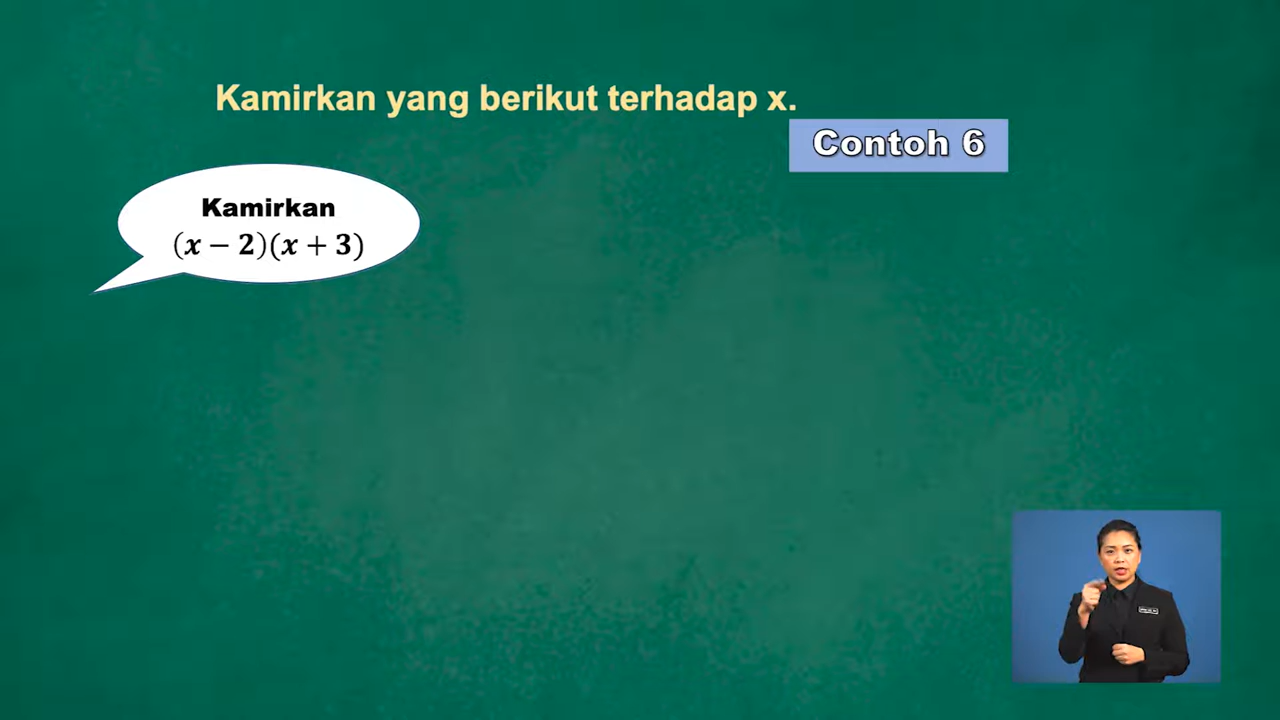 Kamirkan yang berikut terhadap x.
Contoh 6
Kamirkan
(x − 2)(x + 3)